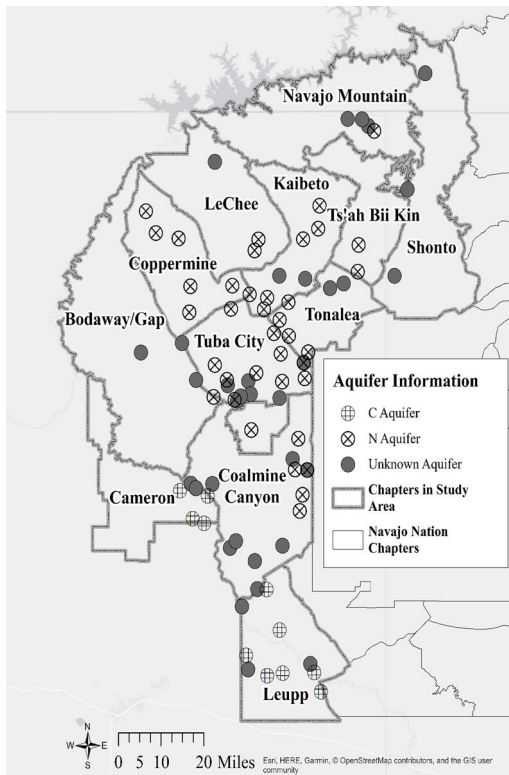 Navajo Mountain
Kaibeto
LeChee
Ts'ah Bii Kin
Shonto
Coppermine
Bodaway/Gap
Tonalea
Tuba City
Aquifer Information
C Aquifer
N Aquifer
Unknown Aquifer
Chapters in Study
Area
Navajo Nation
Chapters
Coalmine
Canyon
Cameron
Leupp
N
W
E
S
0 5 10 20 Miles
Esri, HERE, Garmin, © OpenStreetMap contributors, and the GIS user
community